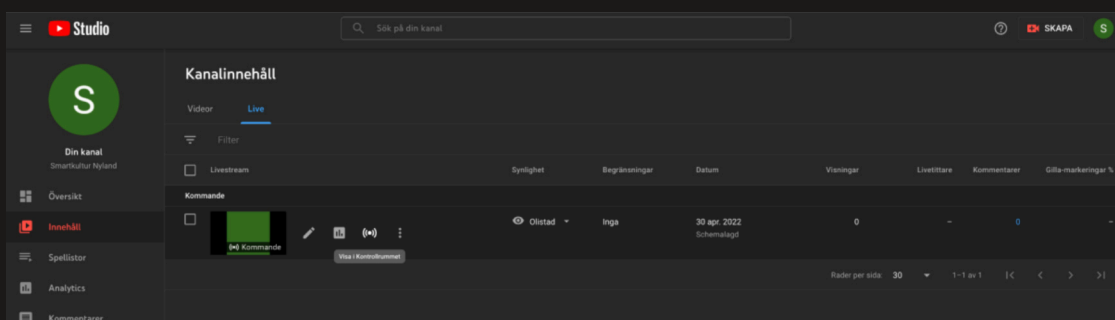 Studio
Sök på din kanal
SKAPA
S
S
Din kanal
Smartkultur Nyland
Översikt
Innehåll
Spellistor
Analytics
Kommentarer
Kanalinnehåll
Videor Live
Filter
Livestream Synlighet Begränsningar Datum Visningar Livetittare Kommentarer Gilla-markeringar %
Kommande
Kommande Olistad Inga 30 apr. 2022 0 – 0 –
Schemalagd
Visa i Kontrollrummet
Rader per sida: 30 1–1 av 1